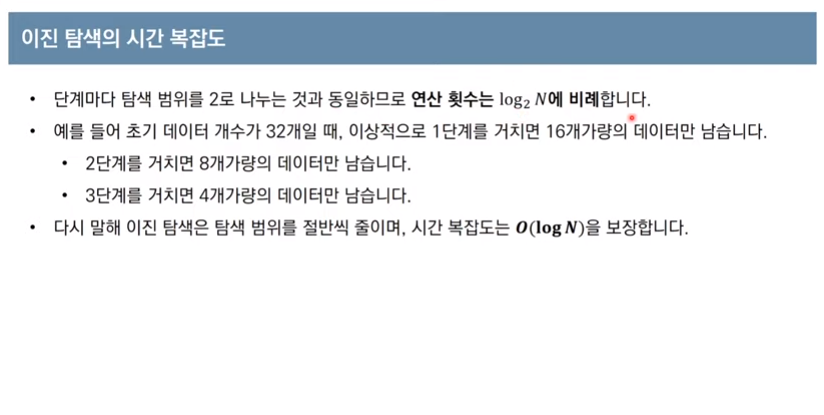 이진 탐색의 시간 복잡도
• 단계마다 탐색 범위를 2로 나누는 것과 동일하므로 연산 횟수는 log₂ N에 비례합니다.
• 예를 들어 초기 데이터 개수가 32개일 때, 이상적으로 1단계를 거치면 16개가량의 데이터만 남습니다.
• 2단계를 거치면 8개가량의 데이터만 남습니다.
• 3단계를 거치면 4개가량의 데이터만 남습니다.
• 다시 말해 이진 탐색은 탐색 범위를 절반씩 줄이며, 시간 복잡도는 O(log N)을 보장합니다.